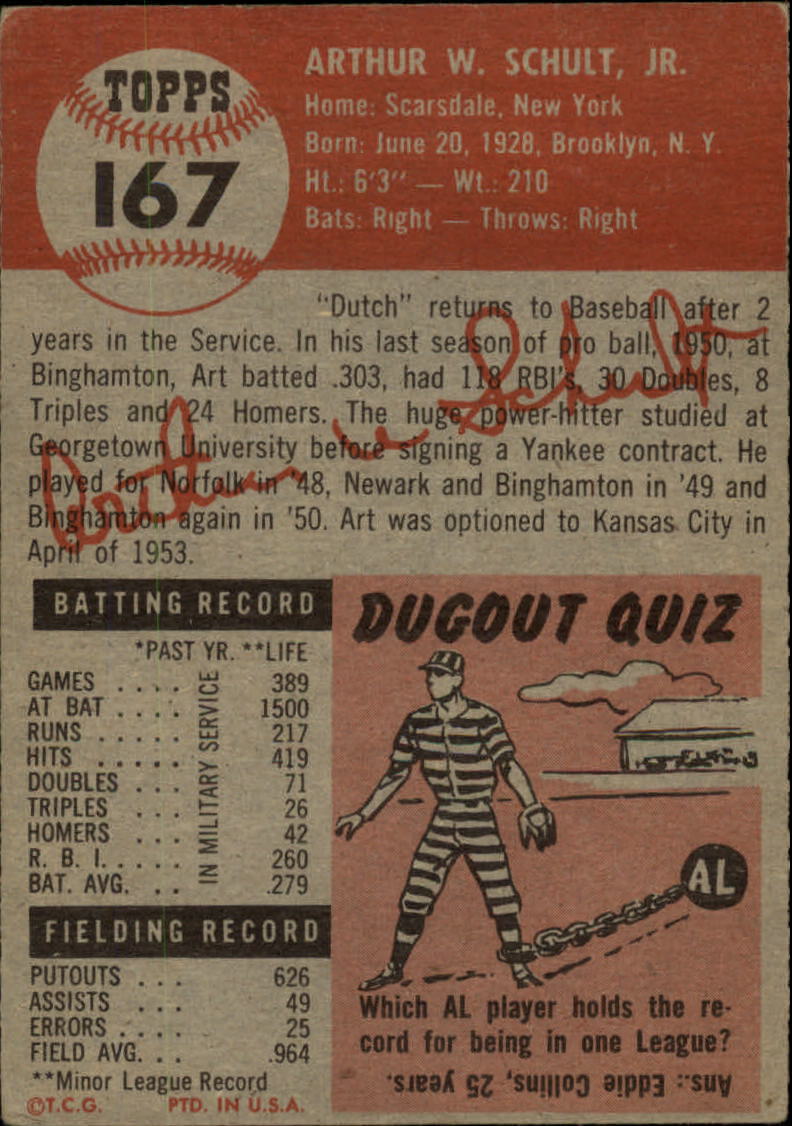 TOPPS
167
ARTHUR W. SCHULT, JR.
Home: Scarsdale, New York
Born: June 20, 1928, Brooklyn, N. Y.
Ht.: 6'3" — Wt.: 210
Bats: Right — Throws: Right
"Dutch" returns to Baseball after 2
years in the Service. In his last season of pro ball, 1950, at
Binghamton, Art batted .303, had 118 RBI's, 30 Doubles, 8
Triples and 24 Homers. The huge power-hitter studied at
Georgetown University before signing a Yankee contract. He
played for Norfolk in '48, Newark and Binghamton in '49 and
Binghamton again in '50. Art was optioned to Kansas City in
April of 1953.
Arthur W Schult
BATTING RECORD
*PAST YR. **LIFE
GAMES . . . . 389
AT BAT . . . . 1500
RUNS . . . . . 217
HITS . . . . . 419
DOUBLES . . . 71
TRIPLES . . . 26
HOMERS . . . 42
R. B. I. . . . . . 260
BAT. AVG. . . .279
IN MILITARY SERVICE
FIELDING RECORD
PUTOUTS . . . 626
ASSISTS . . . 49
ERRORS . . . . 25
FIELD AVG. . . .964
**Minor League Record
©T.C.G. PTD. IN U.S.A.
DUGOUT QUIZ
AL
Which AL player holds the re-
cord for being in one League?
Ans.: Eddie Collins, 25 years.